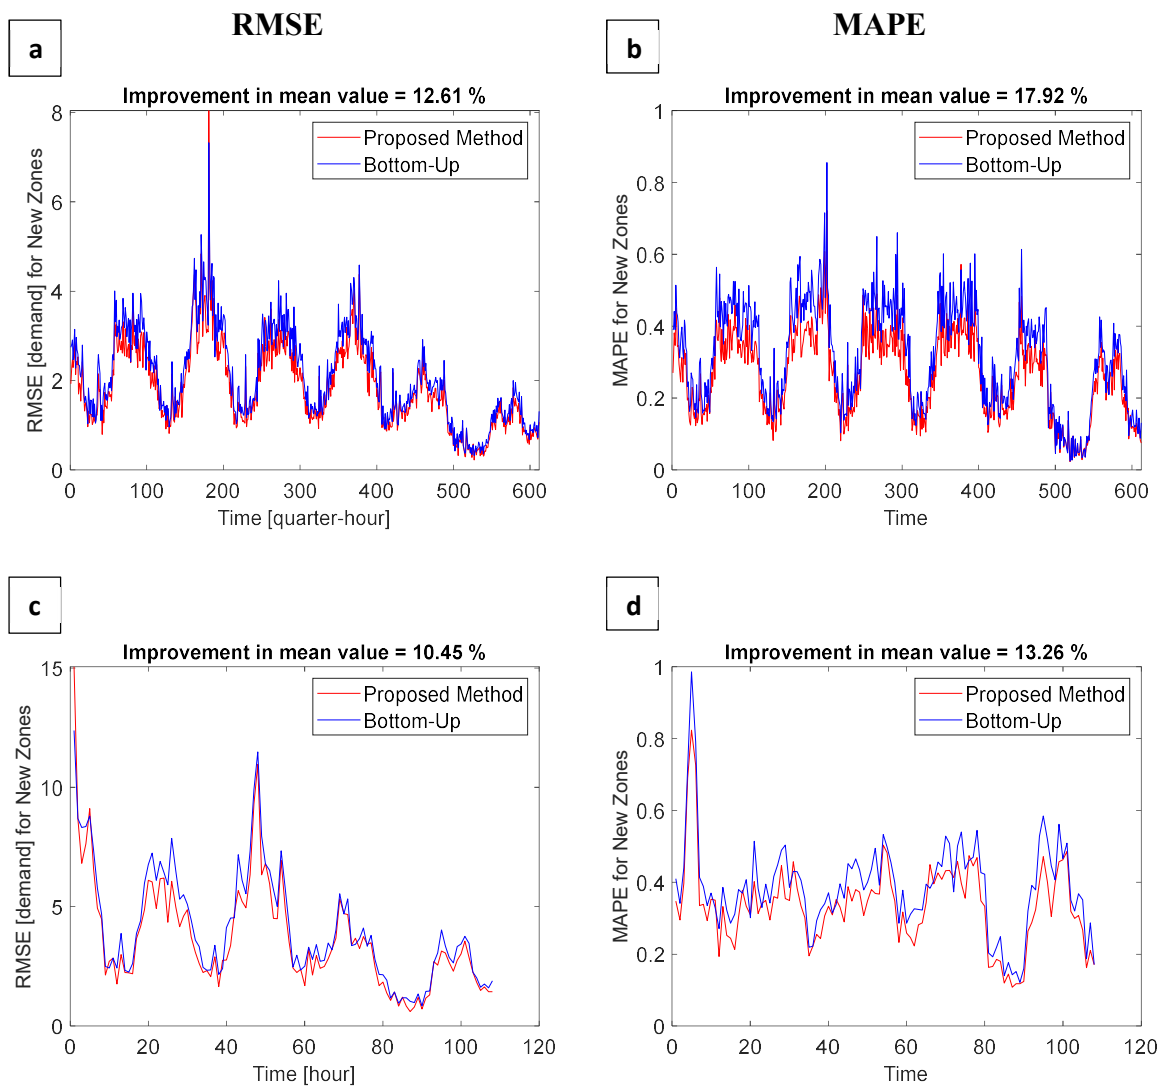 RMSE
MAPE
a
b
Improvement in mean value = 12.61 %
Proposed Method
Bottom-Up
RMSE [demand] for New Zones
8
6
4
2
0
0 100 200 300 400 500 600
Time [quarter-hour]
Improvement in mean value = 17.92 %
Proposed Method
Bottom-Up
MAPE for New Zones
1
0.8
0.6
0.4
0.2
0
0 100 200 300 400 500 600
Time
c
d
Improvement in mean value = 10.45 %
Proposed Method
Bottom-Up
RMSE [demand] for New Zones
15
10
5
0
0 20 40 60 80 100 120
Time [hour]
Improvement in mean value = 13.26 %
Proposed Method
Bottom-Up
MAPE for New Zones
1
0.8
0.6
0.4
0.2
0
0 20 40 60 80 100 120
Time